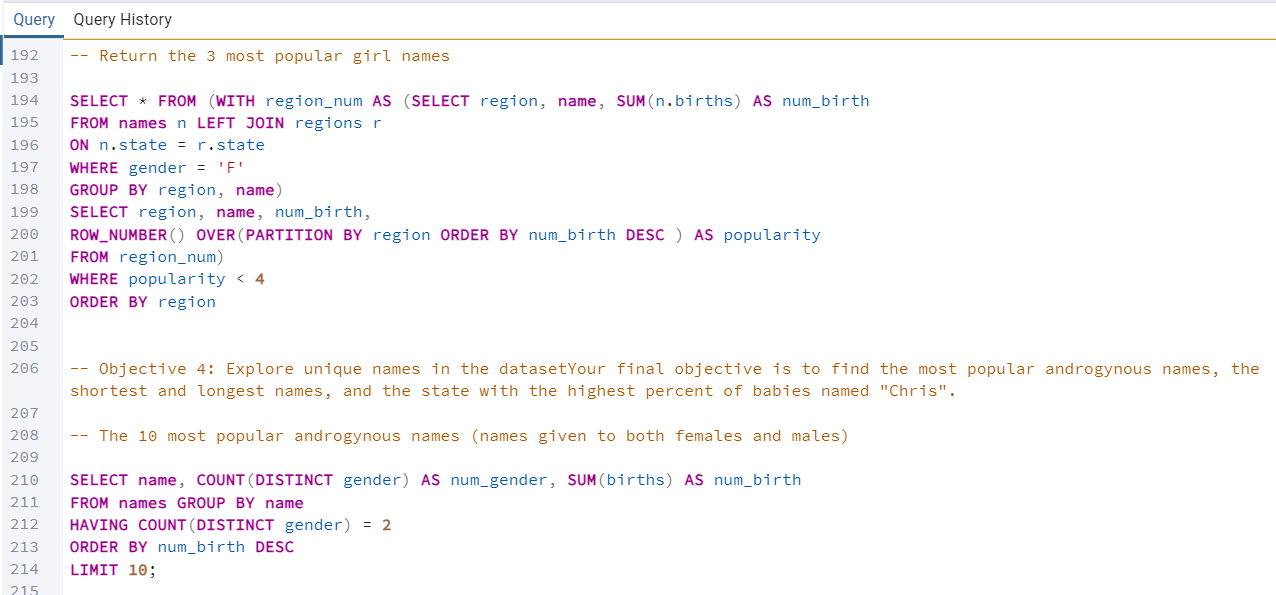 Query Query History
192 -- Return the 3 most popular girl names
193
194 SELECT * FROM (WITH region_num AS (SELECT region, name, SUM(n.births) AS num_birth
195 FROM names n LEFT JOIN regions r
196 ON n.state = r.state
197 WHERE gender = 'F'
198 GROUP BY region, name)
199 SELECT region, name, num_birth,
200 ROW_NUMBER() OVER(PARTITION BY region ORDER BY num_birth DESC ) AS popularity
201 FROM region_num)
202 WHERE popularity < 4
203 ORDER BY region
204
205
206 -- Objective 4: Explore unique names in the datasetYour final objective is to find the most popular androgynous names, the
shortest and longest names, and the state with the highest percent of babies named "Chris".
207
208 -- The 10 most popular androgynous names (names given to both females and males)
209
210 SELECT name, COUNT(DISTINCT gender) AS num_gender, SUM(births) AS num_birth
211 FROM names GROUP BY name
212 HAVING COUNT(DISTINCT gender) = 2
213 ORDER BY num_birth DESC
214 LIMIT 10;
215